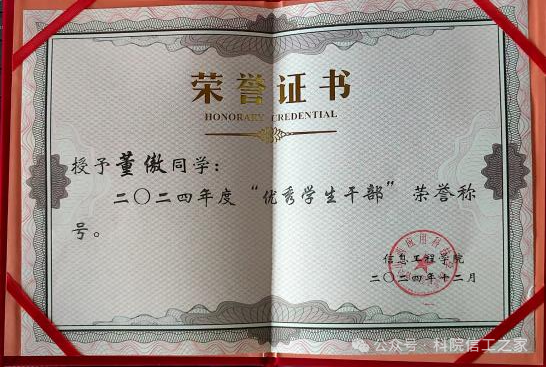 荣誉证书
HONORARY CREDENTIAL
授予董傲同学：
二〇二四年度“优秀学生干部”荣誉称
号。
信息工程学院
二〇二四年十二月
公众号·科院信工之家